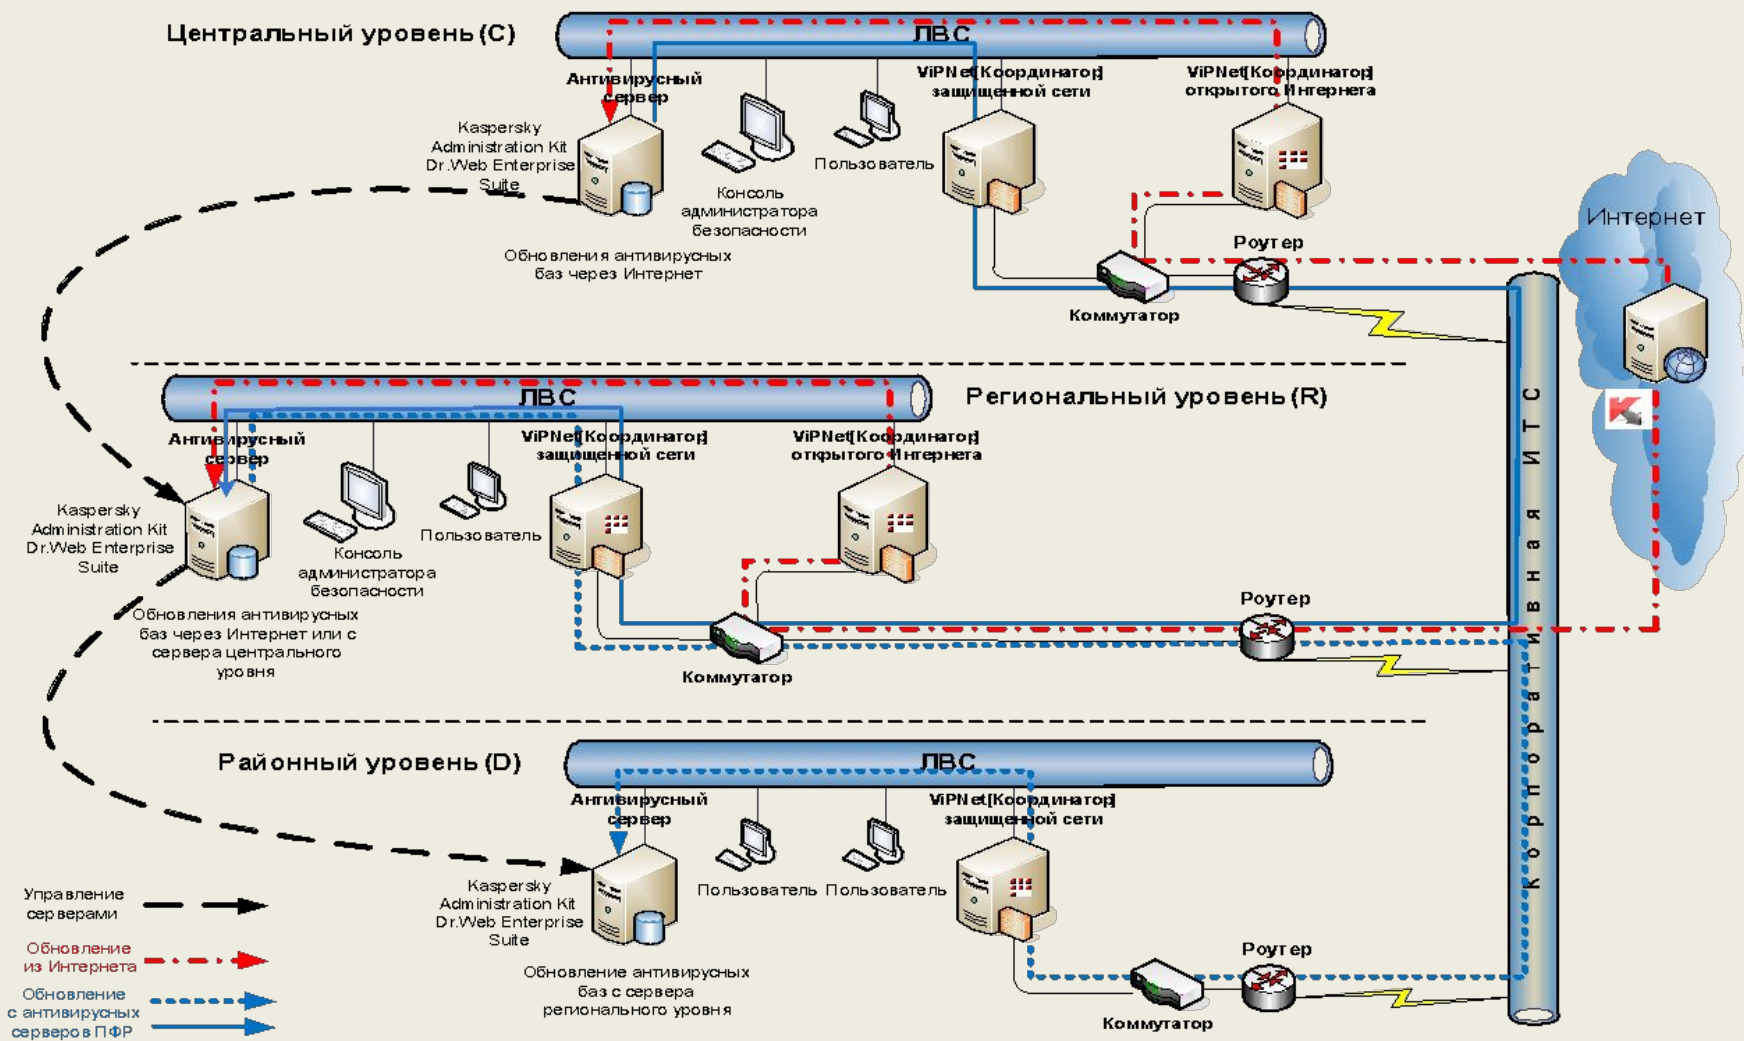 Центральный уровень (C)
ЛВС
Антивирусный
сервер
ViPNet[Координатор]
защищенной сети
ViPNet[Координатор]
открытого Интернета
Kaspersky
Administration Kit
Dr.Web Enterprise
Suite
Консоль
администратора
безопасности
Пользователь
Обновления антивирусных
баз через Интернет
Коммутатор
Роутер
Интернет
Региональный уровень (R)
ЛВС
Антивирусный
сервер
ViPNet[Координатор]
защищенной сети
ViPNet[Координатор]
открытого Интернета
Kaspersky
Administration Kit
Dr.Web Enterprise
Suite
Консоль
администратора
безопасности
Пользователь
Обновления антивирусных
баз через Интернет или с
сервера центрального
уровня
Коммутатор
Роутер
Корпоративная ИТС
Районный уровень (D)
ЛВС
Антивирусный
сервер
ViPNet[Координатор]
защищенной сети
Kaspersky
Administration Kit
Dr.Web Enterprise
Suite
Пользователь
Пользователь
Обновление антивирусных
баз с сервера
регионального уровня
Коммутатор
Роутер
Управление
серверами
Обновление
из Интернета
Обновление
с антивирусных
серверов ПФР